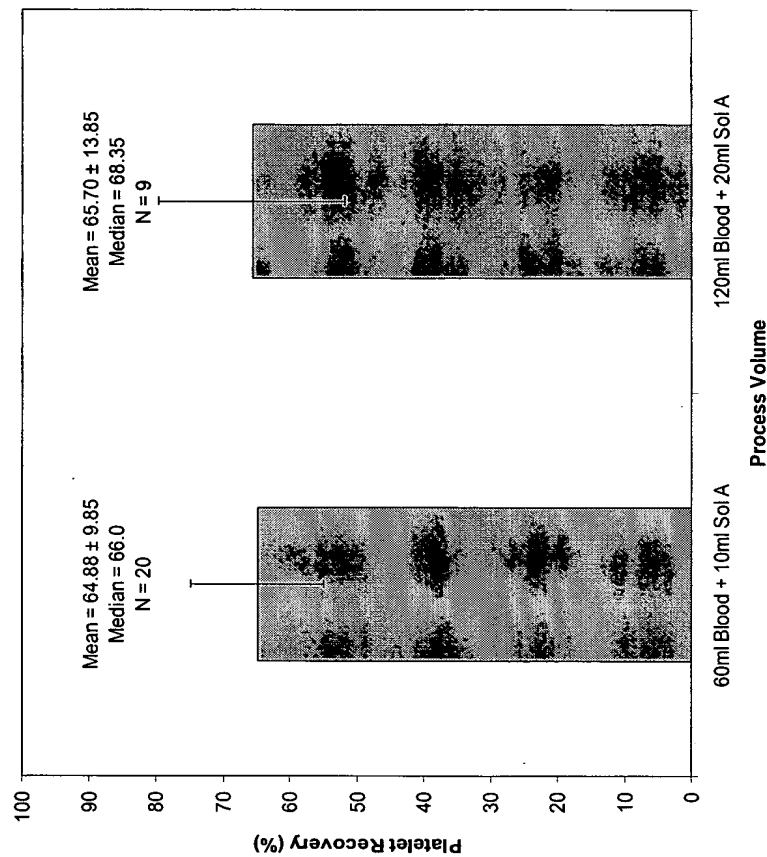 Mean = 64.88 ± 9.85
Median = 66.0
N = 20
Mean = 65.70 ± 13.85
Median = 68.35
N = 9
Platelet Recovery (%)
100
90
80
70
60
50
40
30
20
10
0
60ml Blood + 10ml Sol A
120ml Blood + 20ml Sol A
Process Volume